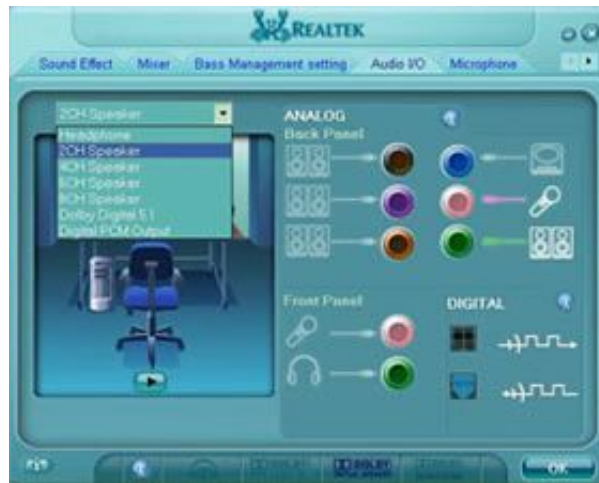 REALTEK
Sound Effect
Mixer
Bass Management setting
Audio I/O
Microphone
2CH Speaker
Headphone
2CH Speaker
4CH Speaker
6CH Speaker
8CH Speaker
Dolby Digital 5.1
Digital PCM Output
ANALOG
Back Panel
Front Panel
DIGITAL
OK